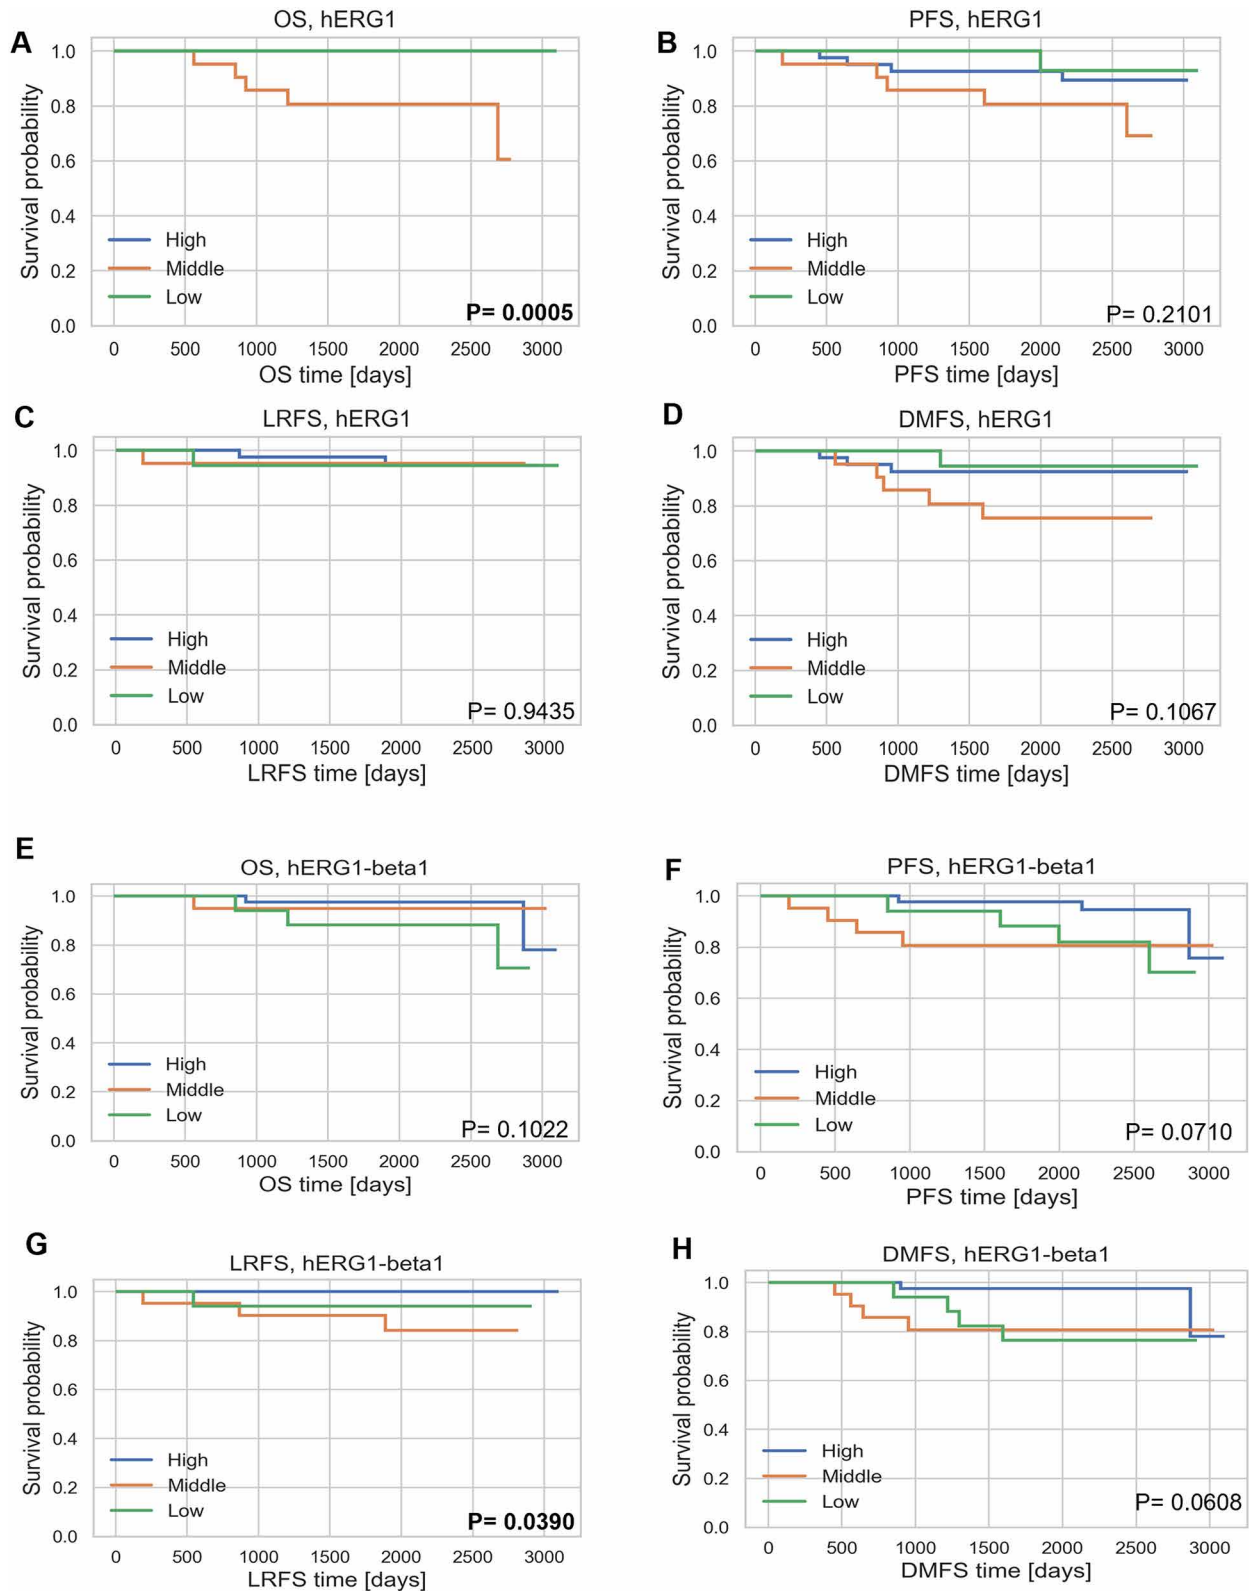 A
OS, hERG1
Survival probability
1.0
0.8
0.6
0.4
0.2
0.0
High
Middle
Low
P= 0.0005
0 500 1000 1500 2000 2500 3000
OS time [days]
B
PFS, hERG1
Survival probability
1.0
0.8
0.6
0.4
0.2
0.0
High
Middle
Low
P= 0.2101
0 500 1000 1500 2000 2500 3000
PFS time [days]
C
LRFS, hERG1
Survival probability
1.0
0.8
0.6
0.4
0.2
0.0
High
Middle
Low
P= 0.9435
0 500 1000 1500 2000 2500 3000
LRFS time [days]
D
DMFS, hERG1
Survival probability
1.0
0.8
0.6
0.4
0.2
0.0
High
Middle
Low
P= 0.1067
0 500 1000 1500 2000 2500 3000
DMFS time [days]
E
OS, hERG1-beta1
Survival probability
1.0
0.8
0.6
0.4
0.2
0.0
High
Middle
Low
P= 0.1022
0 500 1000 1500 2000 2500 3000
OS time [days]
F
PFS, hERG1-beta1
Survival probability
1.0
0.8
0.6
0.4
0.2
0.0
High
Middle
Low
P= 0.0710
0 500 1000 1500 2000 2500 3000
PFS time [days]
G
LRFS, hERG1-beta1
Survival probability
1.0
0.8
0.6
0.4
0.2
0.0
High
Middle
Low
P= 0.0390
0 500 1000 1500 2000 2500 3000
LRFS time [days]
H
DMFS, hERG1-beta1
Survival probability
1.0
0.8
0.6
0.4
0.2
0.0
High
Middle
Low
P= 0.0608
0 500 1000 1500 2000 2500 3000
DMFS time [days]